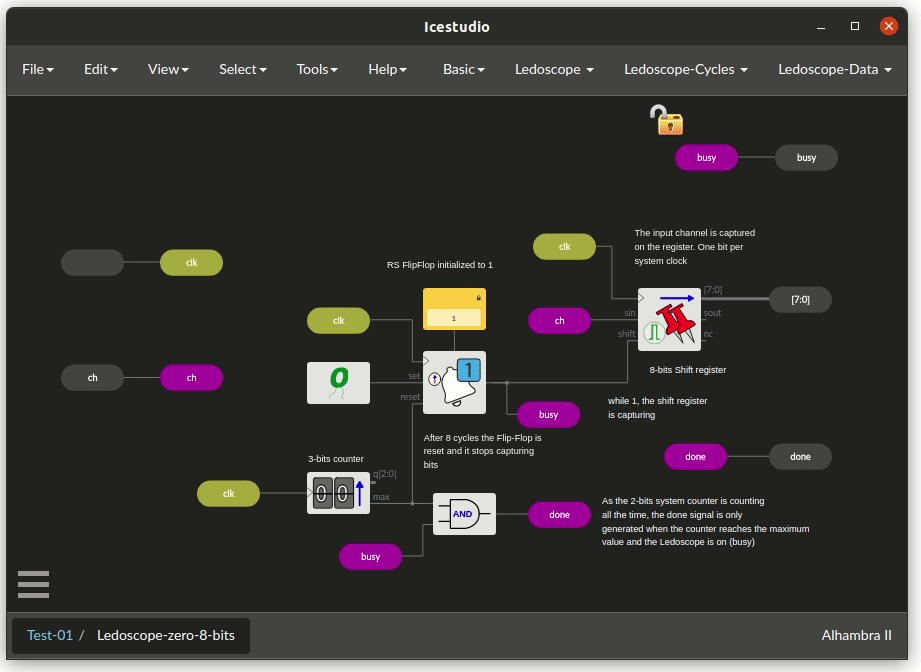 Icestudio
File Edit View Select Tools Help Basic Ledoscope Ledoscope-Cycles Ledoscope-Data
busy busy
The input channel is captured
on the register. One bit per
system clock
clk
clk
RS FlipFlop initialized to 1
[7:0]
[7:0]
1
clk
ch
sin
sout
shift
nc
8-bits Shift register
ch ch
0
set
reset
1
busy
while 1, the shift register
is capturing
After 8 cycles the Flip-Flop is
reset and it stops capturing
bits
done done
3-bits counter
clk
00
q[2:0]
max
AND
done
busy
As the 2-bits system counter is counting
all the time, the done signal is only
generated when the counter reaches the maximum
value and the Ledoscope is on (busy)
Test-01 / Ledoscope-zero-8-bits
Alhambra II